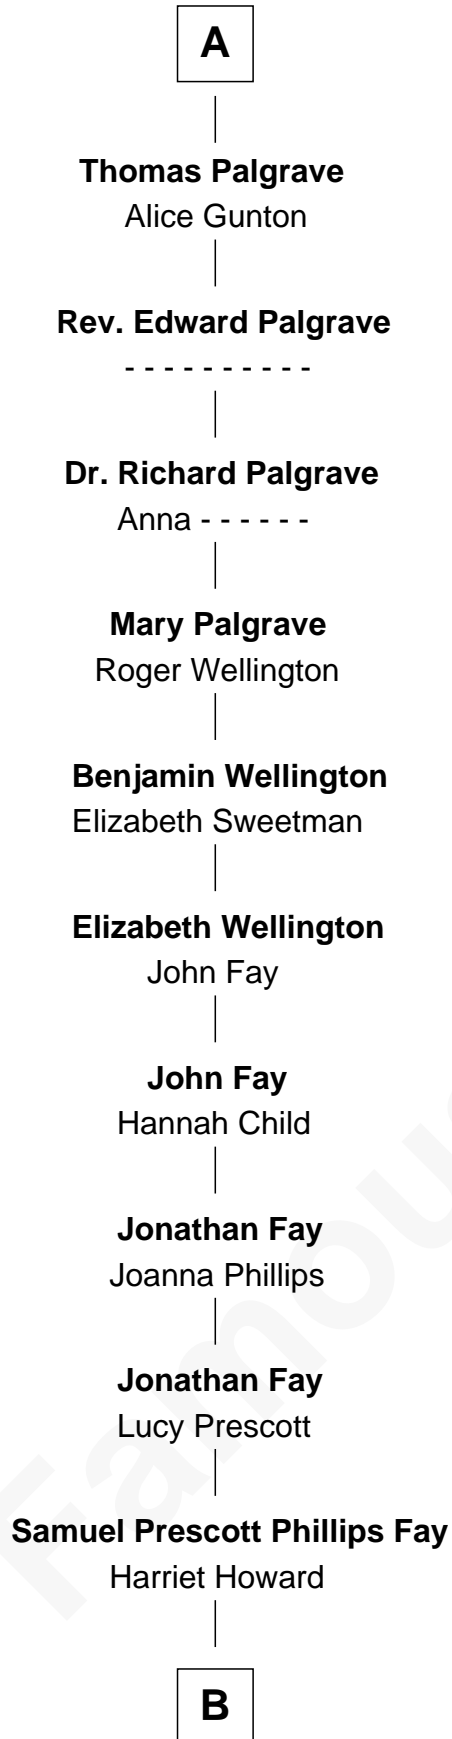 A
Thomas Palgrave
Alice Gunton
Rev. Edward Palgrave
- - - - - - - - - -
Dr. Richard Palgrave
Anna - - - - - -
Mary Palgrave
Roger Wellington
Benjamin Wellington
Elizabeth Sweetman
Elizabeth Wellington
John Fay
John Fay
Hannah Child
Jonathan Fay
Joanna Phillips
Jonathan Fay
Lucy Prescott
Samuel Prescott Phillips Fay
Harriet Howard
B
Famou